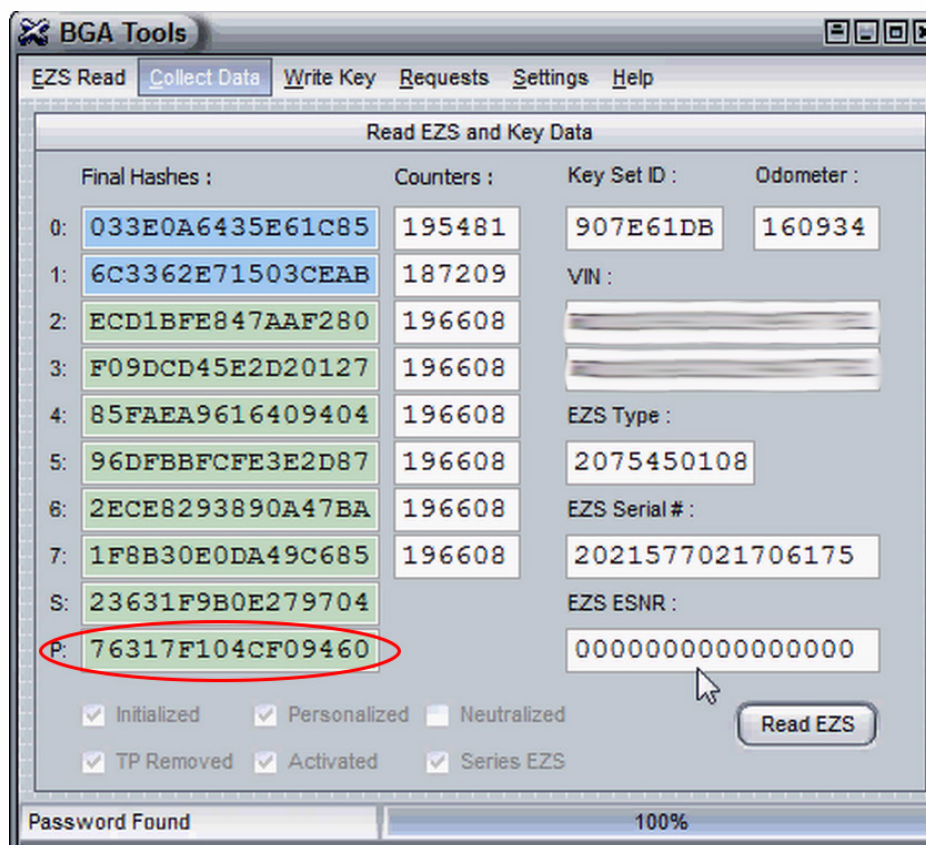 BGA Tools
EZS Read Collect Data Write Key Requests Settings Help
Read EZS and Key Data
Final Hashes : Counters : Key Set ID : Odometer :
0: 033E0A6435E61C85 195481 907E61DB 160934
1: 6C3362E71503CEAB 187209 VIN :
2: ECD1BFE847AAF280 196608
3: F09DCD45E2D20127 196608
4: 85FAEA9616409404 196608 EZS Type :
5: 96DFBBFCFE3E2D87 196608 2075450108
6: 2ECE8293890A47BA 196608 EZS Serial # :
7: 1F8B30E0DA49C685 196608 2021577021706175
S: 23631F9B0E279704 EZS ESNR :
P: 76317F104CF09460 0000000000000000
Initialized Personalized Neutralized Read EZS
TP Removed Activated Series EZS
Password Found 100%